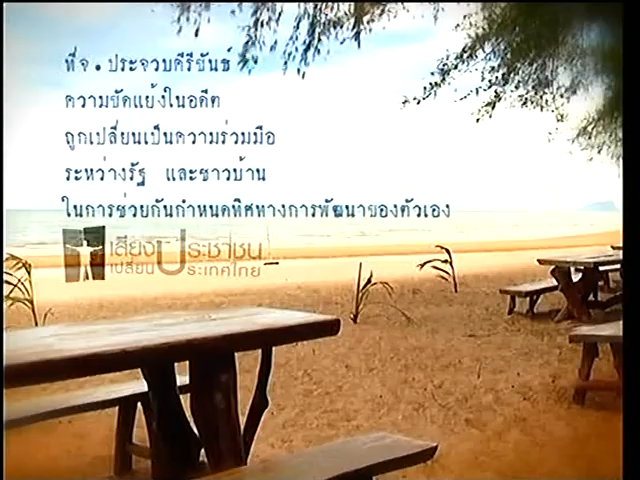 ที่จ.ประจวบคีรีขันธ์
ความขัดแย้งในอดีต
ถูกเปลี่ยนเป็นความร่วมมือ
ระหว่างรัฐ และชาวบ้าน
ในการช่วยกันกำหนดทิศทางการพัฒนาของตัวเอง
เสียงประชาชน
เปลี่ยนประเทศไทย